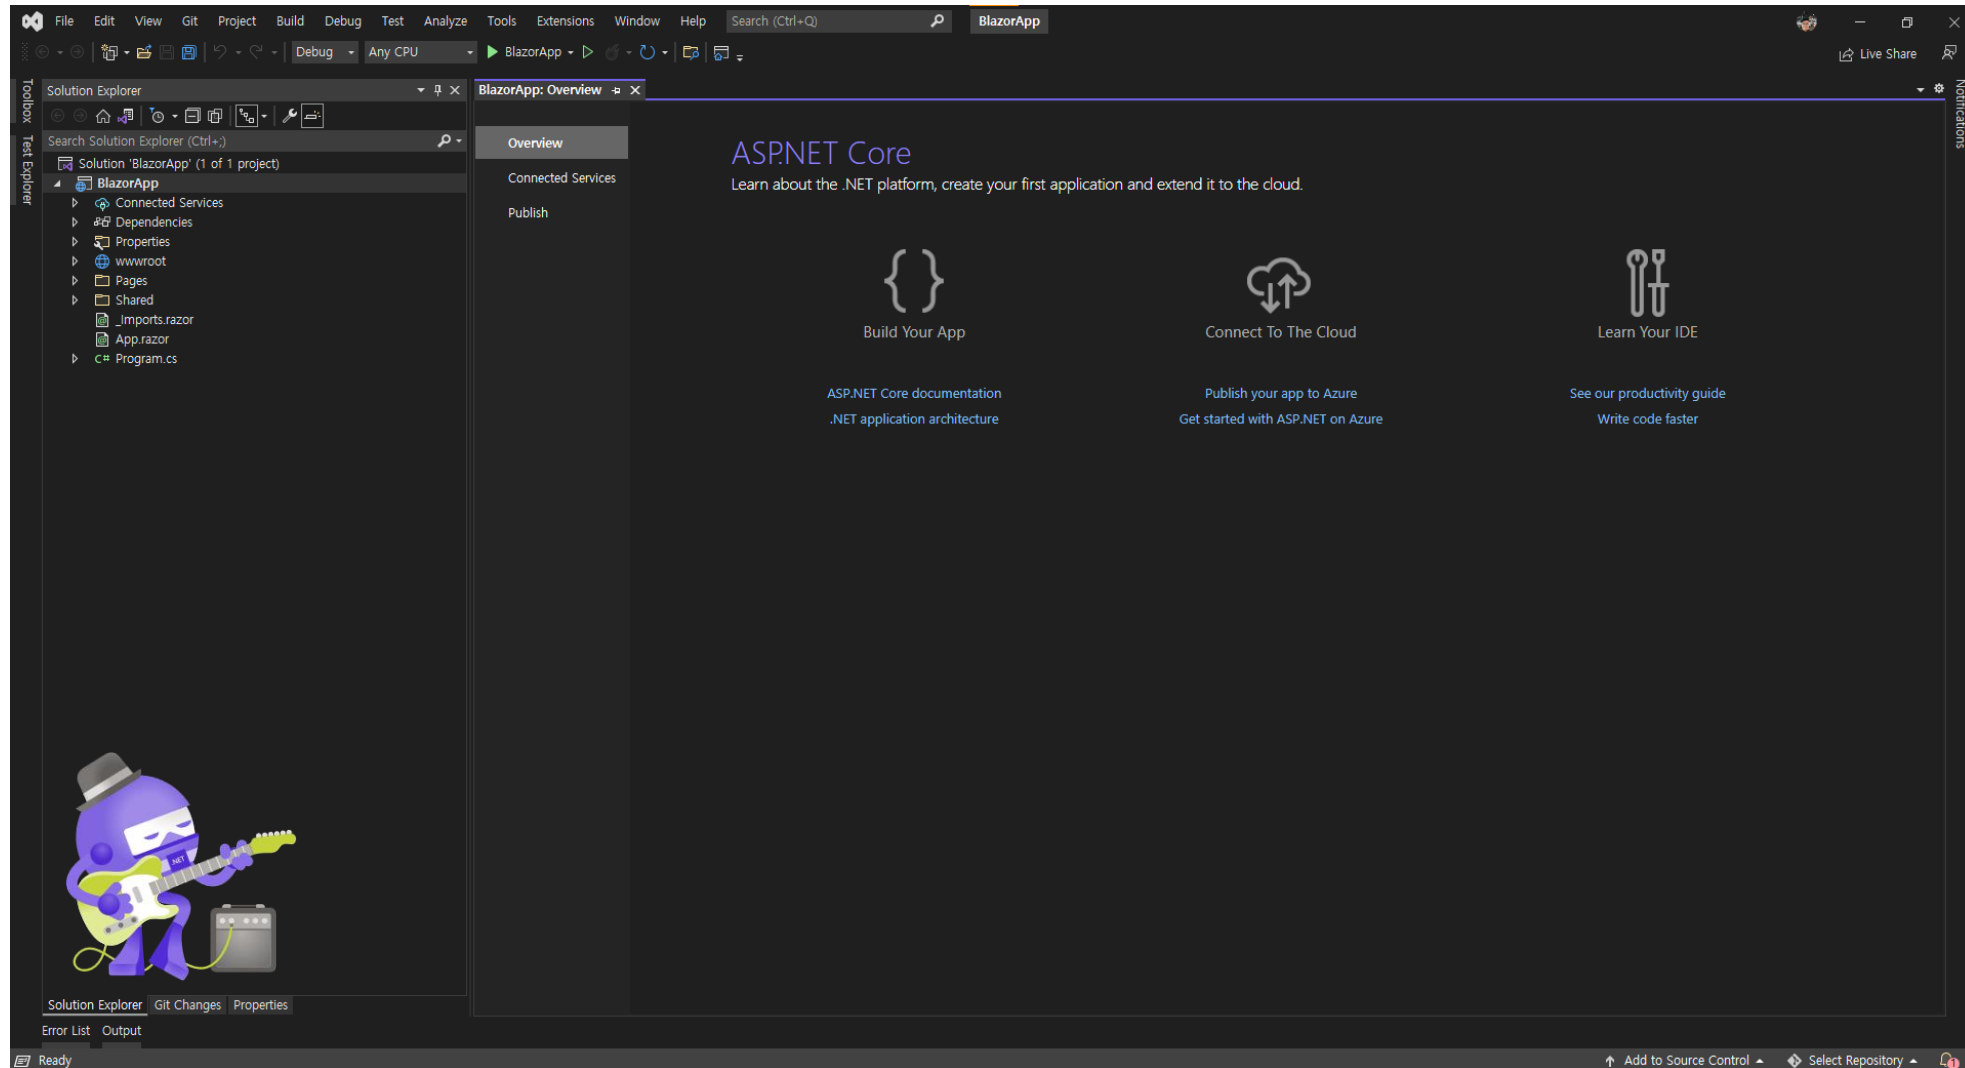 File Edit View Git Project Build Debug Test Analyze Tools Extensions Window Help Search (Ctrl+Q) BlazorApp
Debug Any CPU BlazorApp Live Share
Toolbox
Test Explorer
Solution Explorer
Search Solution Explorer (Ctrl+;)
Solution 'BlazorApp' (1 of 1 project)
BlazorApp
Connected Services
Dependencies
Properties
wwwroot
Pages
Shared
_Imports.razor
App.razor
C# Program.cs
.NET
Solution Explorer Git Changes Properties
Error List Output
BlazorApp: Overview
Overview
Connected Services
Publish
ASP.NET Core
Learn about the .NET platform, create your first application and extend it to the cloud.
Build Your App
ASP.NET Core documentation
.NET application architecture
Connect To The Cloud
Publish your app to Azure
Get started with ASP.NET on Azure
Learn Your IDE
See our productivity guide
Write code faster
Notifications
Ready Add to Source Control Select Repository 1